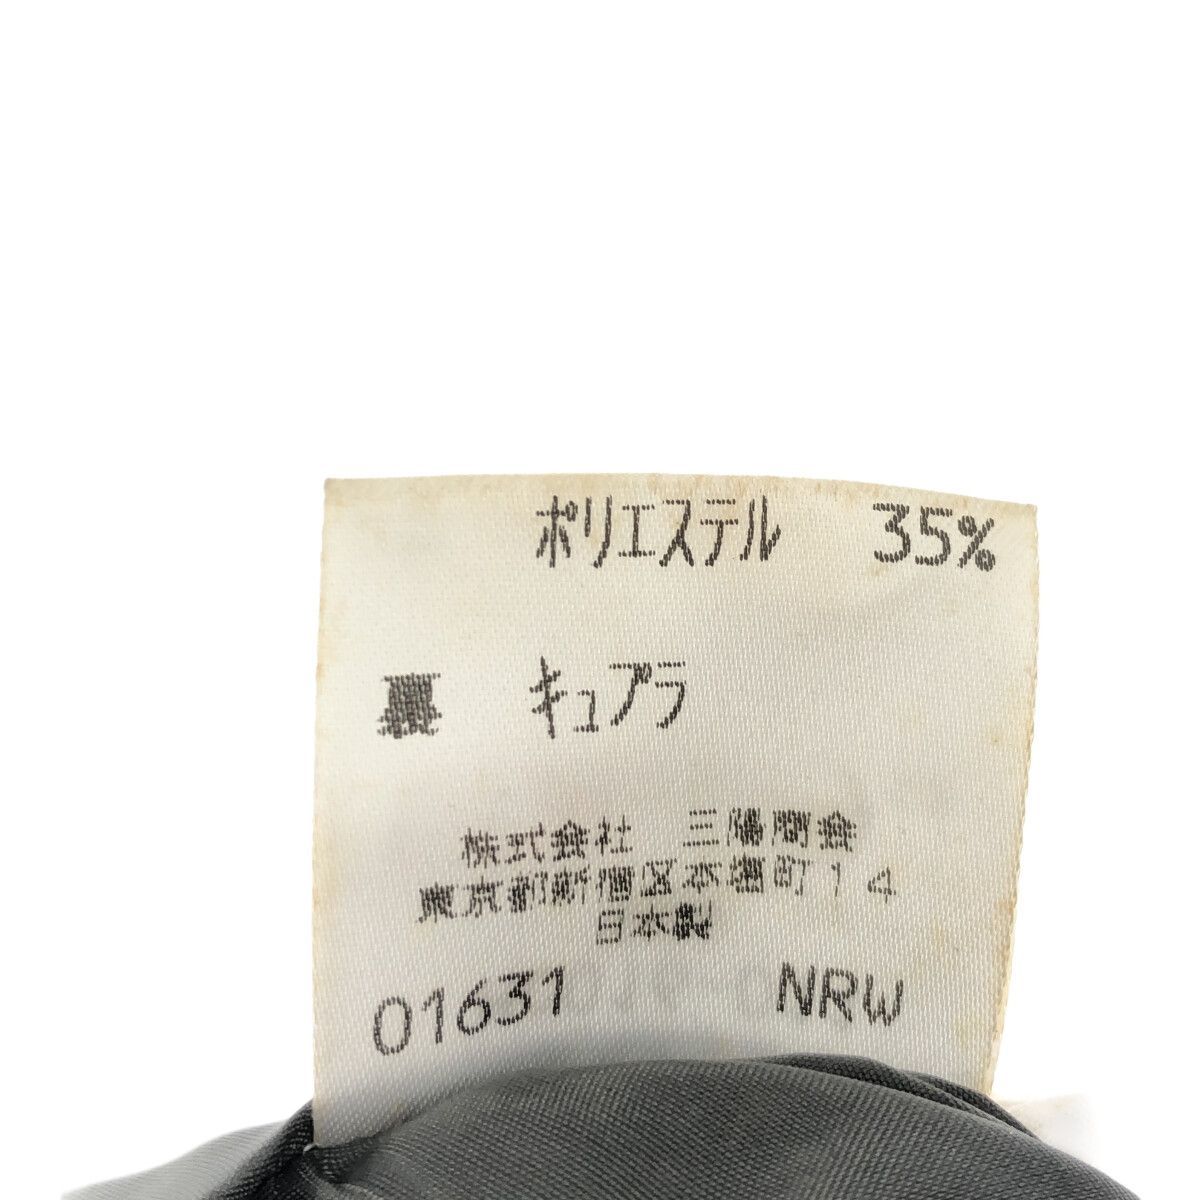 ポリエステル 35%
裏 キュプラ
株式会社 三陽商会
東京都新宿区本塩町14
日本製
01631 NRW